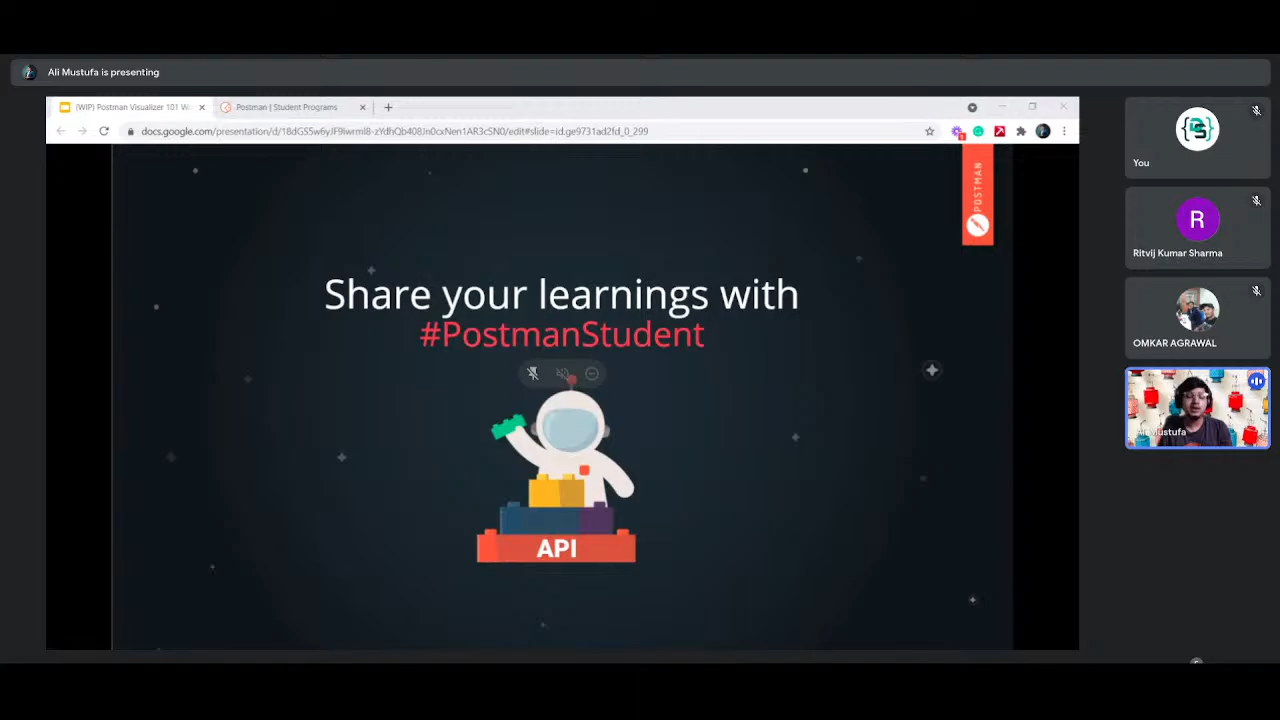 Ali Mustufa is presenting
(WIP) Postman Visualizer 101 Wo
Postman | Student Programs
POSTMAN
You
Share your learnings with
#PostmanStudent
Ritvij Kumar Sharma
R
OMKAR AGRAWAL
Ali Mustufa
API